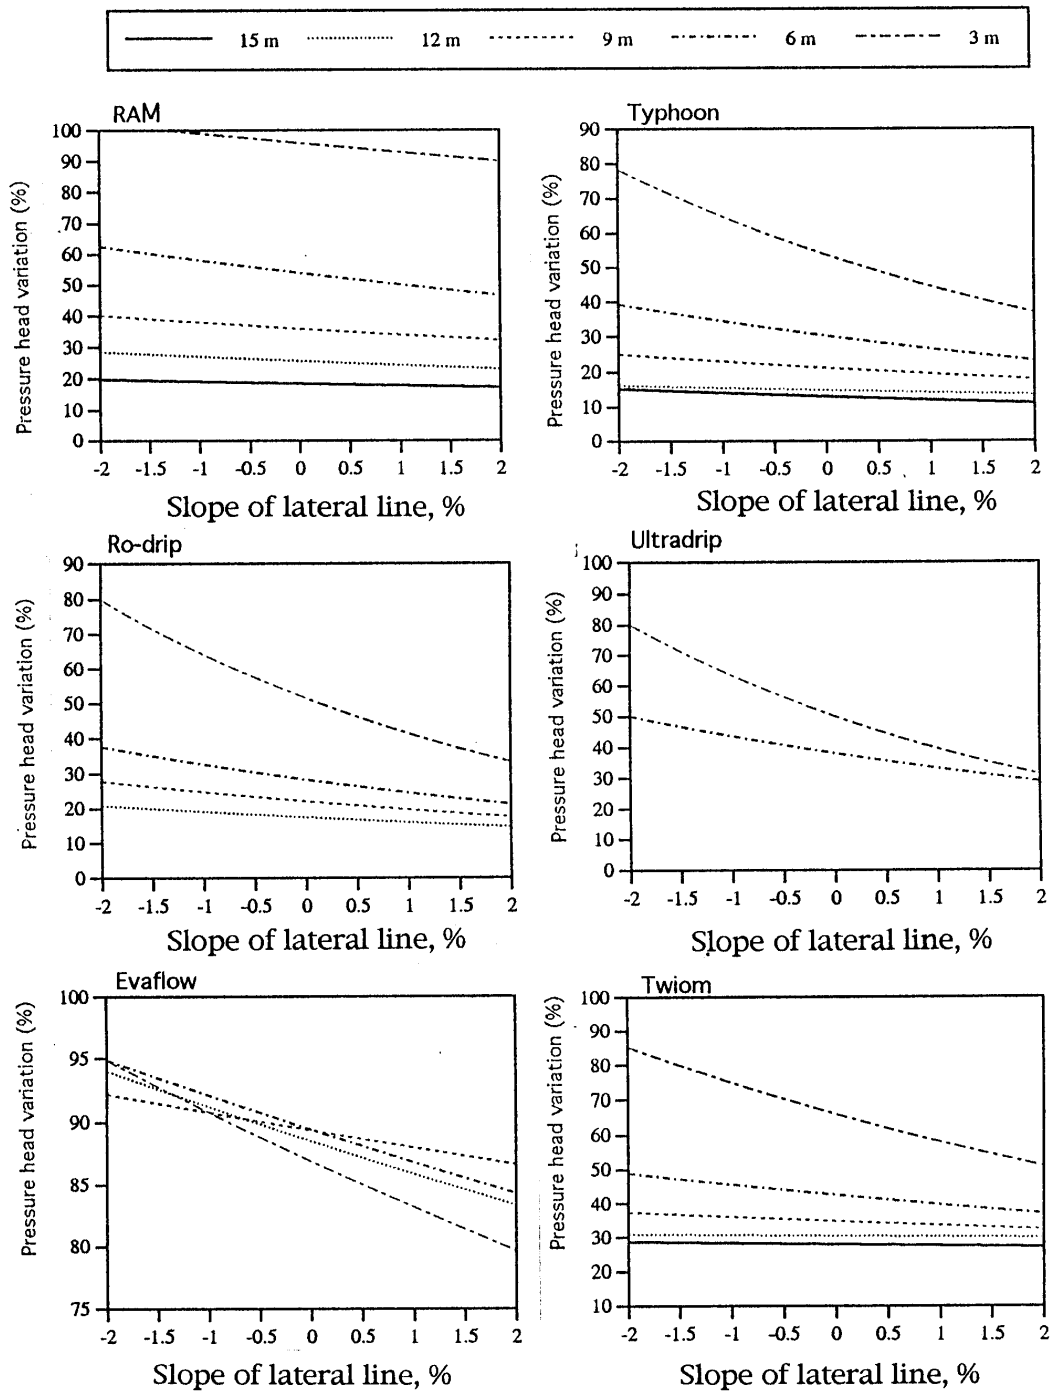 15 m 12 m 9 m 6 m 3 m
RAM
Pressure head variation (%)
100
90
80
70
60
50
40
30
20
10
0
-2 -1.5 -1 -0.5 0 0.5 1 1.5 2
Slope of lateral line, %
Typhoon
Pressure head variation (%)
90
80
70
60
50
40
30
20
10
0
-2 -1.5 -1 -0.5 0 0.5 1 1.5 2
Slope of lateral line, %
Ro-drip
Pressure head variation (%)
90
80
70
60
50
40
30
20
10
0
-2 -1.5 -1 -0.5 0 0.5 1 1.5 2
Slope of lateral line, %
Ultradrip
Pressure head variation (%)
100
90
80
70
60
50
40
30
20
10
0
-2 -1.5 -1 -0.5 0 0.5 1 1.5 2
Slope of lateral line, %
Evaflow
Pressure head variation (%)
100
95
90
85
80
75
-2 -1.5 -1 -0.5 0 0.5 1 1.5 2
Slope of lateral line, %
Twiom
Pressure head variation (%)
100
90
80
70
60
50
40
30
20
10
-2 -1.5 -1 -0.5 0 0.5 1 1.5 2
Slope of lateral line, %